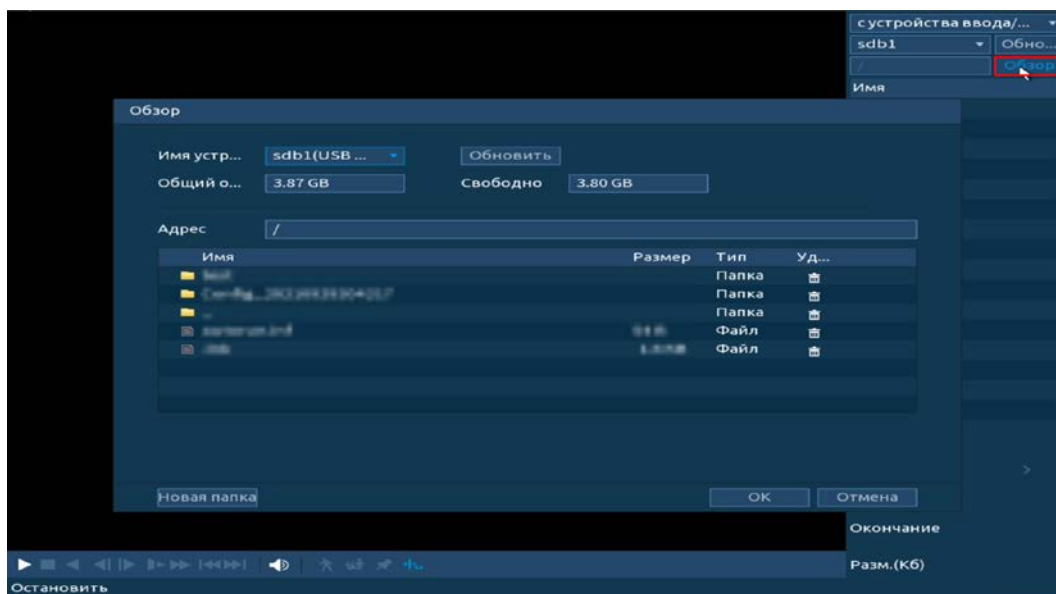 с устройства ввода/...
sdb1 Обно...
/ Обзор
Имя
Обзор
Имя устр... sdb1(USB ... Обновить
Общий о... 3.87 GB Свободно 3.80 GB
Адрес /
Имя Размер Тип Уд...
Папка
Папка
Папка
Файл
Файл
Новая папка OK Отмена
Окончание
Разм.(Кб)
Остановить